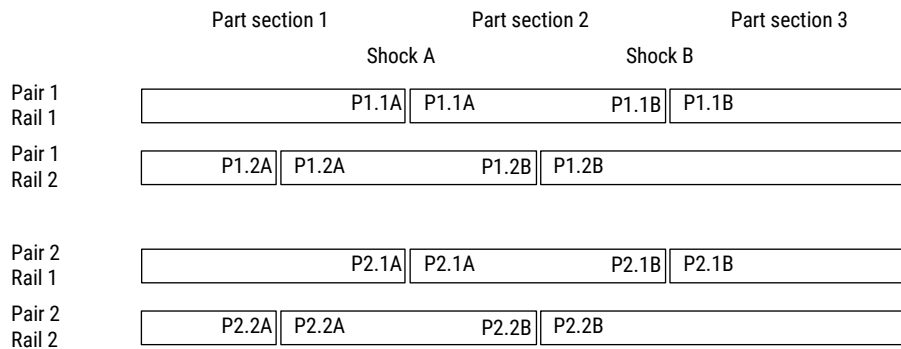 Part section 1 Part section 2 Part section 3
Shock A Shock B
Pair 1
Rail 1
P1.1A P1.1A P1.1B P1.1B
Pair 1
Rail 2
P1.2A P1.2A P1.2B P1.2B
Pair 2
Rail 1
P2.1A P2.1A P2.1B P2.1B
Pair 2
Rail 2
P2.2A P2.2A P2.2B P2.2B